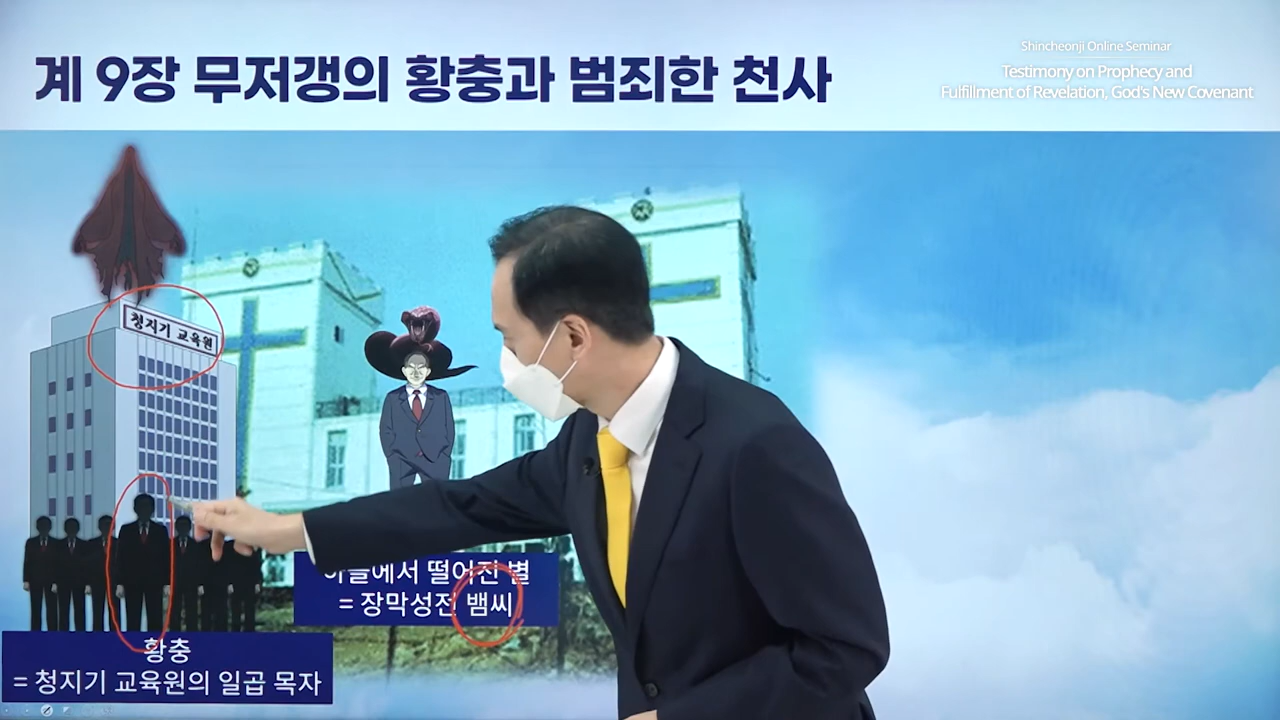 계 9장 무저갱의 황충과 범죄한 천사
Shincheonji Online Seminar
Testimony on Prophecy and
Fulfillment of Revelation, God's New Covenant
청지기 교육원
하늘에서 떨어진 별
= 장막성전 뱀씨
황충
= 청지기 교육원의 일곱 목자